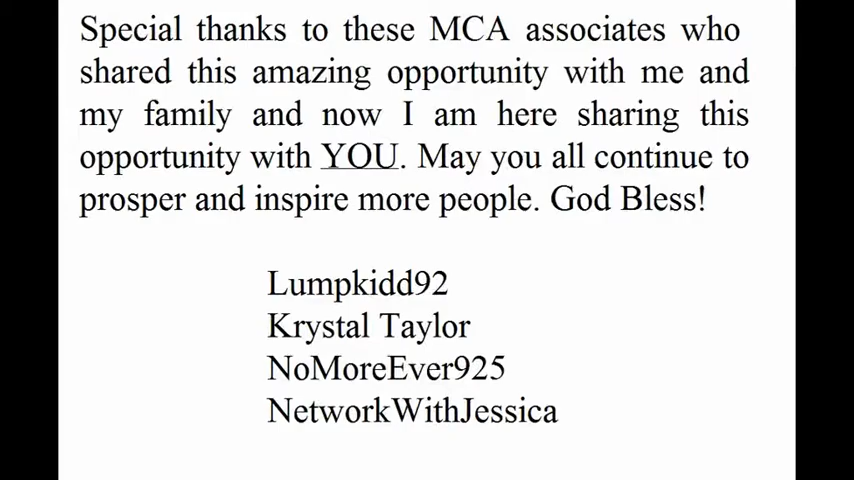 Special thanks to these MCA associates who
shared this amazing opportunity with me and
my family and now I am here sharing this
opportunity with YOU. May you all continue to
prosper and inspire more people. God Bless!
Lumpkidd92
Krystal Taylor
NoMoreEver925
NetworkWithJessica